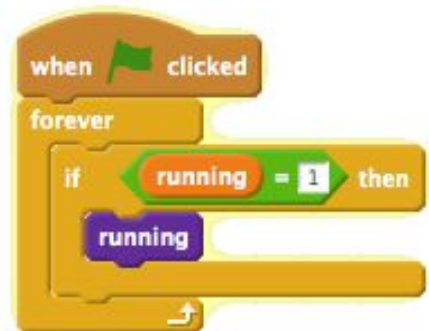 when clicked
forever
if running = 1 then
running